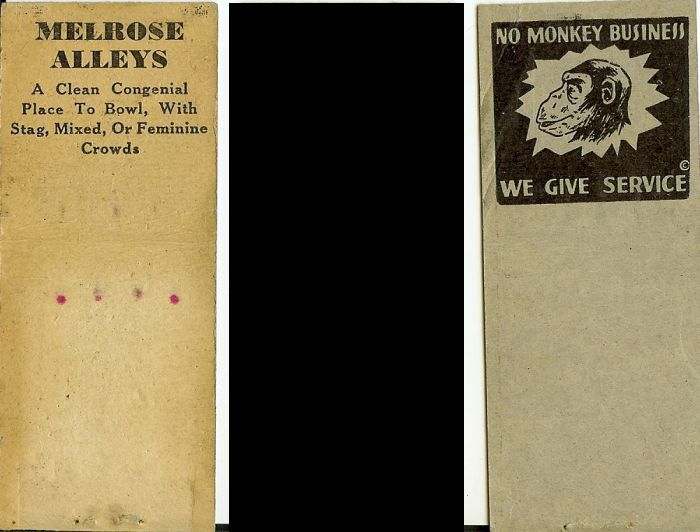 MELROSE
ALLEYS
A Clean Congenial
Place To Bowl, With
Stag, Mixed, Or Feminine
Crowds
NO MONKEY BUSINESS
©
WE GIVE SERVICE